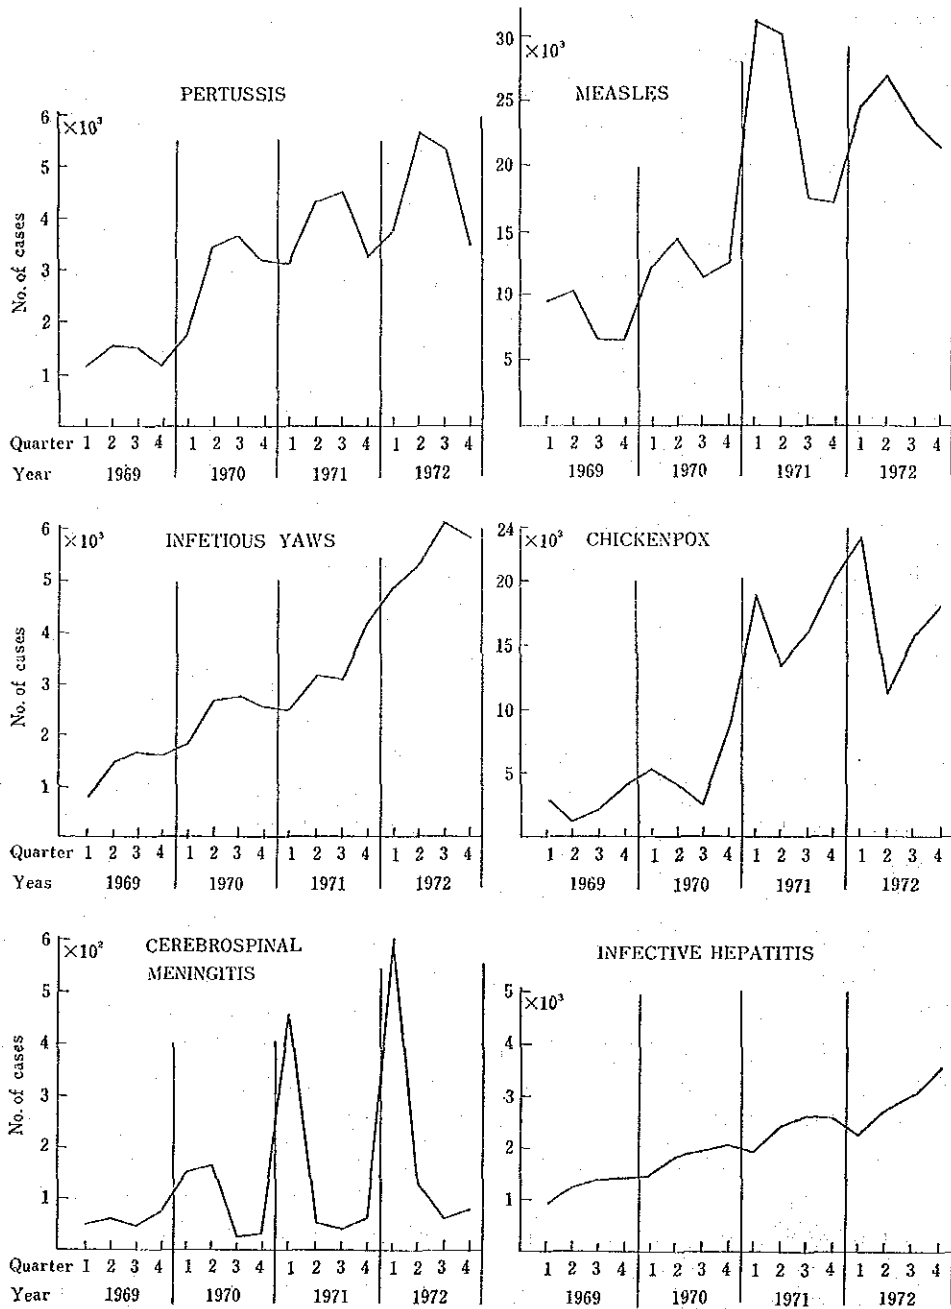 PERTUSSIS
×10³
6
5
4
3
2
1
No. of cases
Quarter 1 2 3 4 1 2 3 4 1 2 3 4 1 2 3 4
Year 1969 1970 1971 1972
MEASLES
×10³
30
25
20
15
10
5
1 2 3 4 1 2 3 4 1 2 3 4 1 2 3 4
1969 1970 1971 1972
INFETIOUS YAWS
×10³
6
5
4
3
2
1
No. of cases
Quarter 1 2 3 4 1 2 3 4 1 2 3 4 1 2 3 4
Yeas 1969 1970 1971 1972
CHICKENPOX
×10³
24
20
15
10
5
1 2 3 4 1 2 3 4 1 2 3 4 1 2 3 4
1969 1970 1971 1972
CEREBROSPINAL
MENINGITIS
×10²
6
5
4
3
2
1
No. of cases
Quarter 1 2 3 4 1 2 3 4 1 2 3 4 1 2 3 4
Year 1969 1970 1971 1972
INFECTIVE HEPATITIS
×10³
5
4
3
2
1
1 2 3 4 1 2 3 4 1 2 3 4 1 2 3 4
1969 1970 1971 1972